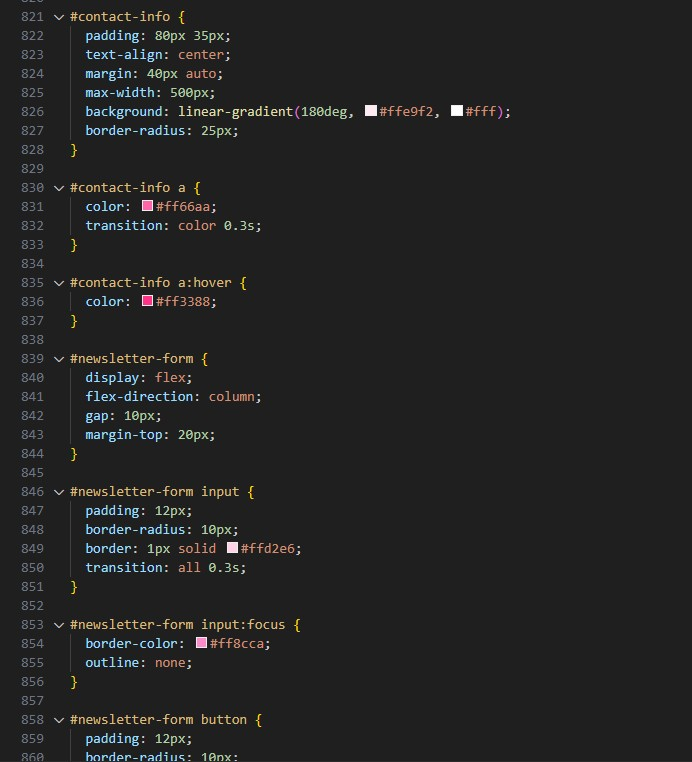 821 #contact-info {
822 padding: 80px 35px;
823 text-align: center;
824 margin: 40px auto;
825 max-width: 500px;
826 background: linear-gradient(180deg, #ffe9f2, #fff);
827 border-radius: 25px;
828 }
829
830 #contact-info a {
831 color: #ff66aa;
832 transition: color 0.3s;
833 }
834
835 #contact-info a:hover {
836 color: #ff3388;
837 }
838
839 #newsletter-form {
840 display: flex;
841 flex-direction: column;
842 gap: 10px;
843 margin-top: 20px;
844 }
845
846 #newsletter-form input {
847 padding: 12px;
848 border-radius: 10px;
849 border: 1px solid #ffd2e6;
850 transition: all 0.3s;
851 }
852
853 #newsletter-form input:focus {
854 border-color: #ff8cca;
855 outline: none;
856 }
857
858 #newsletter-form button {
859 padding: 12px;
860 border-radius: 10px;